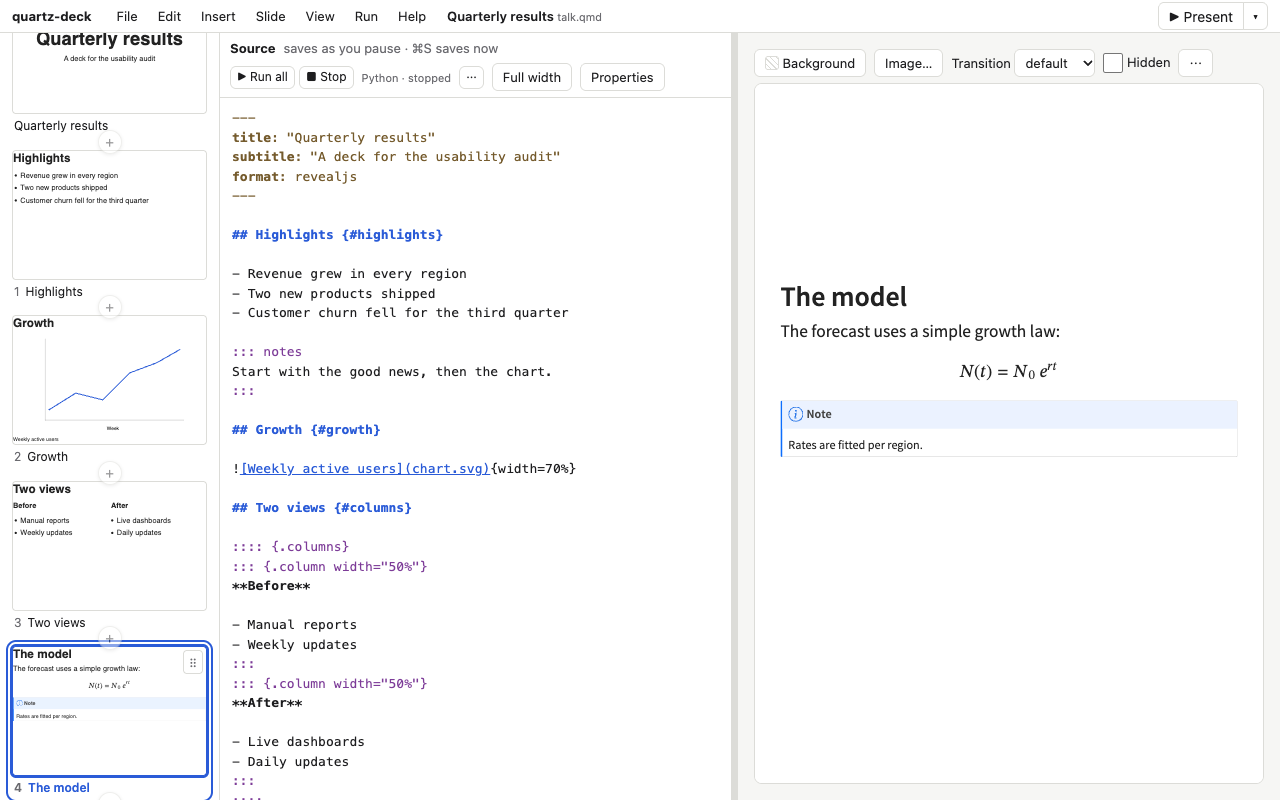 quartz-deck File Edit Insert Slide View Run Help Quarterly results talk.qmd ▶ Present ▾
Quarterly results
A deck for the usability audit
Quarterly results
+
Highlights
• Revenue grew in every region
• Two new products shipped
• Customer churn fell for the third quarter
1 Highlights
+
Growth
Week
Weekly active users
2 Growth
+
Two views
Before After
• Manual reports • Live dashboards
• Weekly updates • Daily updates
3 Two views
+
The model
The forecast uses a simple growth law:
N(t) = N₀ eʳᵗ
Note
Rates are fitted per region.
4 The model
Source saves as you pause · ⌘S saves now
▶ Run all ■ Stop Python · stopped ··· Full width Properties
---
title: "Quarterly results"
subtitle: "A deck for the usability audit"
format: revealjs
---
## Highlights {#highlights}
- Revenue grew in every region
- Two new products shipped
- Customer churn fell for the third quarter
::: notes
Start with the good news, then the chart.
:::
## Growth {#growth}
![Weekly active users](chart.svg){width=70%}
## Two views {#columns}
:::: {.columns}
::: {.column width="50%"}
**Before**
- Manual reports
- Weekly updates
:::
::: {.column width="50%"}
**After**
- Live dashboards
- Daily updates
:::
::::
Background Image... Transition default Hidden ···
The model
The forecast uses a simple growth law:
N(t) = N₀ eʳᵗ
Note
Rates are fitted per region.